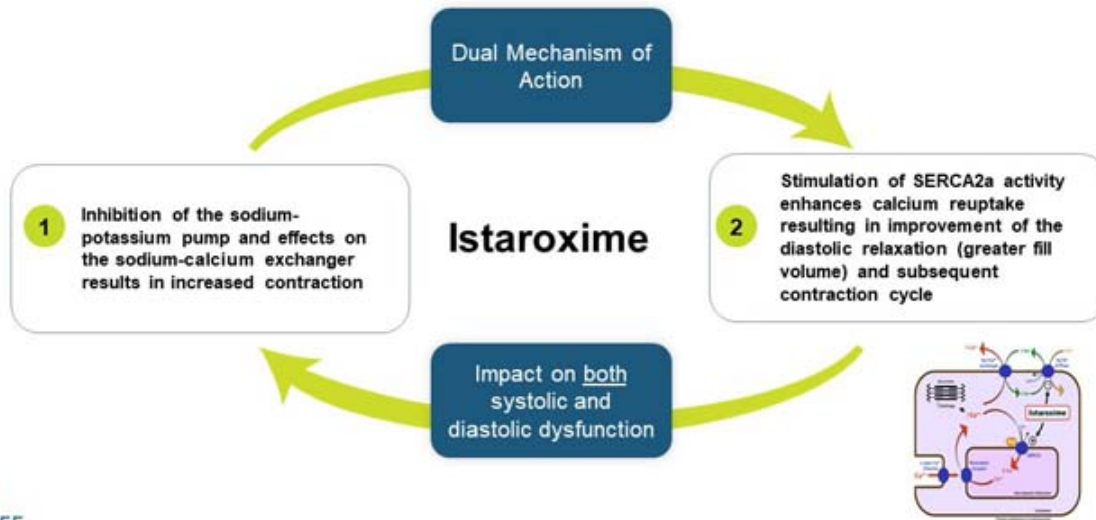 Dual Mechanism of
Action
1
Inhibition of the sodium-
potassium pump and effects on
the sodium-calcium exchanger
results in increased contraction
Istaroxime
2
Stimulation of SERCA2a activity
enhances calcium reuptake
resulting in improvement of the
diastolic relaxation (greater fill
volume) and subsequent
contraction cycle
Impact on both
systolic and
diastolic dysfunction
Istaroxime